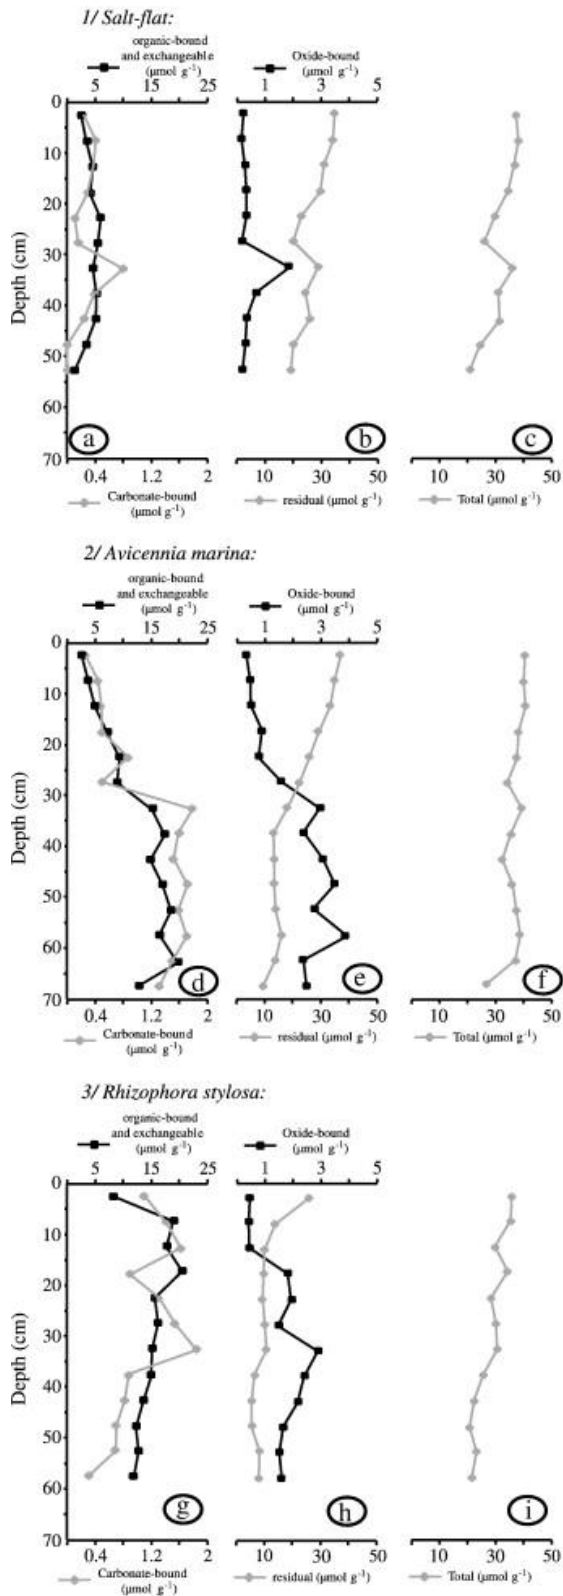 1/ Salt-flat:
organic-bound
and exchangeable
(μmol g⁻¹)
Oxide-bound
(μmol g⁻¹)
5 15 25
1 3 5
0
10
20
30
40
50
60
70
Depth (cm)
a
b
c
0.4 1.2 2
10 30 50
10 30 50
Carbonate-bound
(μmol g⁻¹)
residual (μmol g⁻¹)
Total (μmol g⁻¹)
2/ Avicennia marina:
organic-bound
and exchangeable
(μmol g⁻¹)
Oxide-bound
(μmol g⁻¹)
5 15 25
1 3 5
0
10
20
30
40
50
60
70
Depth (cm)
d
e
f
0.4 1.2 2
10 30 50
10 30 50
Carbonate-bound
(μmol g⁻¹)
residual (μmol g⁻¹)
Total (μmol g⁻¹)
3/ Rhizophora stylosa:
organic-bound
and exchangeable
(μmol g⁻¹)
Oxide-bound
(μmol g⁻¹)
5 15 25
1 3 5
0
10
20
30
40
50
60
70
Depth (cm)
g
h
i
0.4 1.2 2
10 30 50
10 30 50
Carbonate-bound
(μmol g⁻¹)
residual (μmol g⁻¹)
Total (μmol g⁻¹)